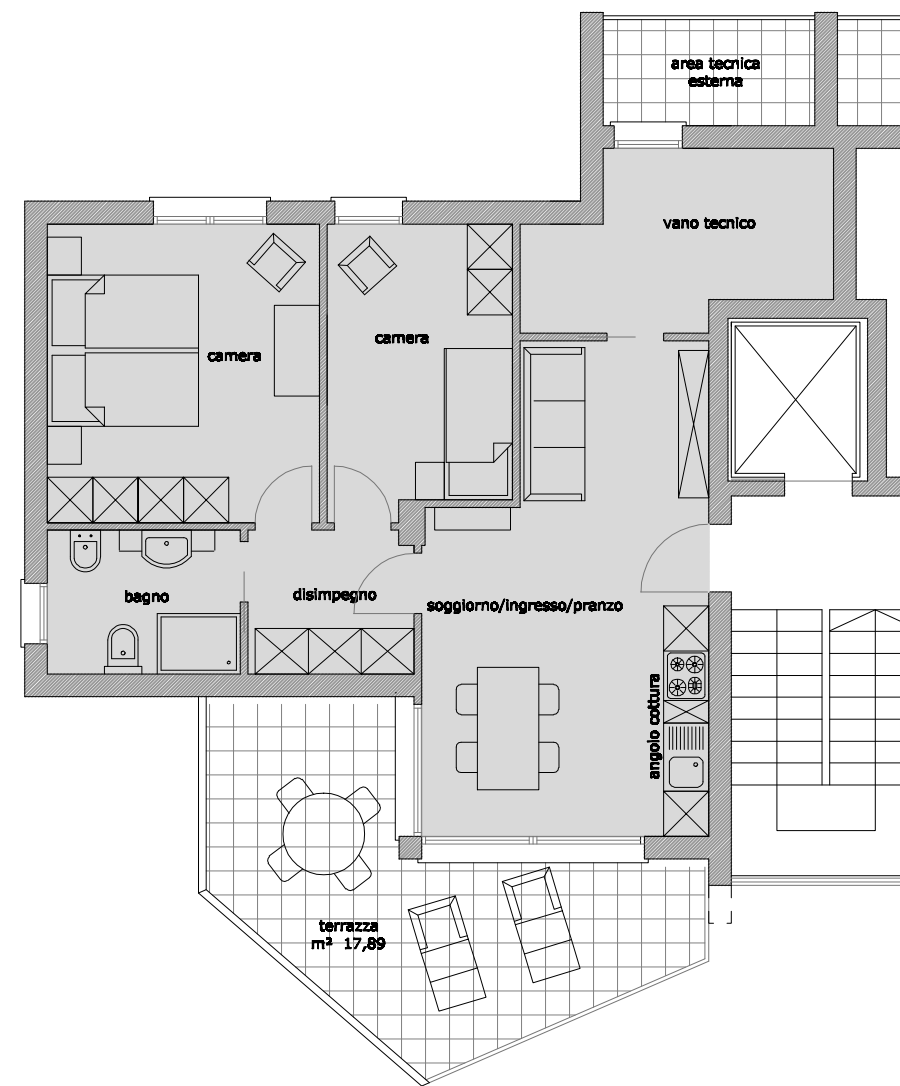 area tecnica
esterna
vano tecnico
camera
camera
bagno
disimpegno
soggiorno/ingresso/pranzo
angolo cottura
terrazza
m² 17,89